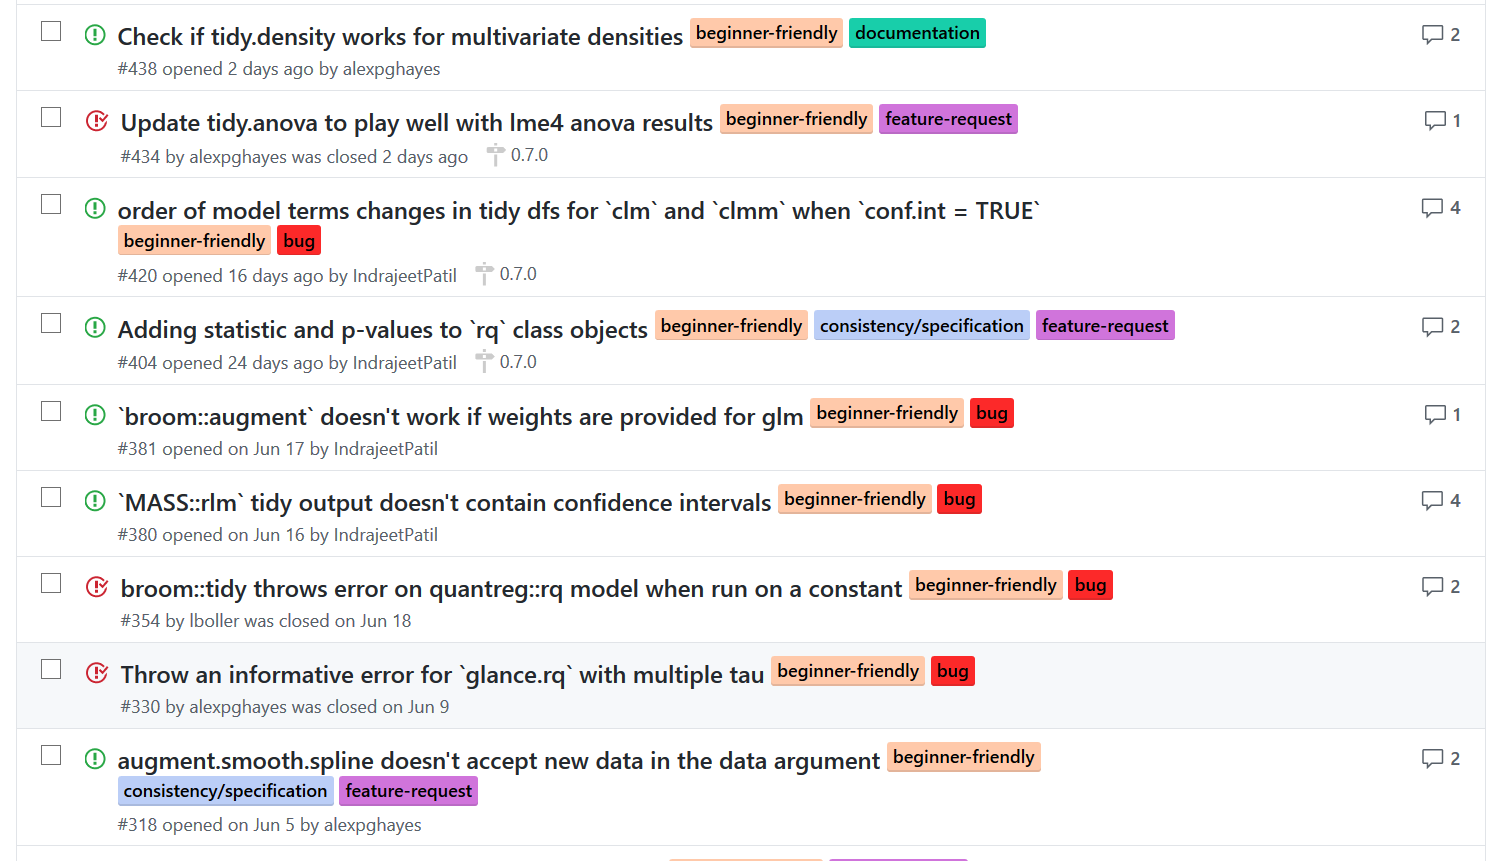 Check if tidy.density works for multivariate densities beginner-friendly documentation 2
#438 opened 2 days ago by alexpghayes
Update tidy.anova to play well with lme4 anova results beginner-friendly feature-request 1
#434 by alexpghayes was closed 2 days ago 0.7.0
order of model terms changes in tidy dfs for `clm` and `clmm` when `conf.int = TRUE` 4
beginner-friendly bug
#420 opened 16 days ago by IndrajeetPatil 0.7.0
Adding statistic and p-values to `rq` class objects beginner-friendly consistency/specification feature-request 2
#404 opened 24 days ago by IndrajeetPatil 0.7.0
`broom::augment` doesn't work if weights are provided for glm beginner-friendly bug 1
#381 opened on Jun 17 by IndrajeetPatil
`MASS::rlm` tidy output doesn't contain confidence intervals beginner-friendly bug 4
#380 opened on Jun 16 by IndrajeetPatil
broom::tidy throws error on quantreg::rq model when run on a constant beginner-friendly bug 2
#354 by lboller was closed on Jun 18
Throw an informative error for `glance.rq` with multiple tau beginner-friendly bug
#330 by alexpghayes was closed on Jun 9
augment.smooth.spline doesn't accept new data in the data argument beginner-friendly 2
consistency/specification feature-request
#318 opened on Jun 5 by alexpghayes